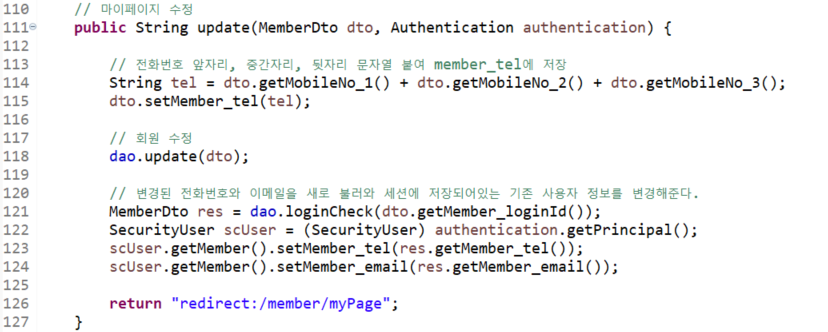 110 // 마이페이지 수정
111 public String update(MemberDto dto, Authentication authentication) {
112
113 // 전화번호 앞자리, 중간자리, 뒷자리 문자열 붙여 member_tel에 저장
114 String tel = dto.getMobileNo_1() + dto.getMobileNo_2() + dto.getMobileNo_3();
115 dto.setMember_tel(tel);
116
117 // 회원 수정
118 dao.update(dto);
119
120 // 변경된 전화번호와 이메일을 새로 불러와 세션에 저장되어있는 기존 사용자 정보를 변경해준다.
121 MemberDto res = dao.loginCheck(dto.getMember_loginId());
122 SecurityUser scUser = (SecurityUser) authentication.getPrincipal();
123 scUser.getMember().setMember_tel(res.getMember_tel());
124 scUser.getMember().setMember_email(res.getMember_email());
125
126 return "redirect:/member/myPage";
127 }